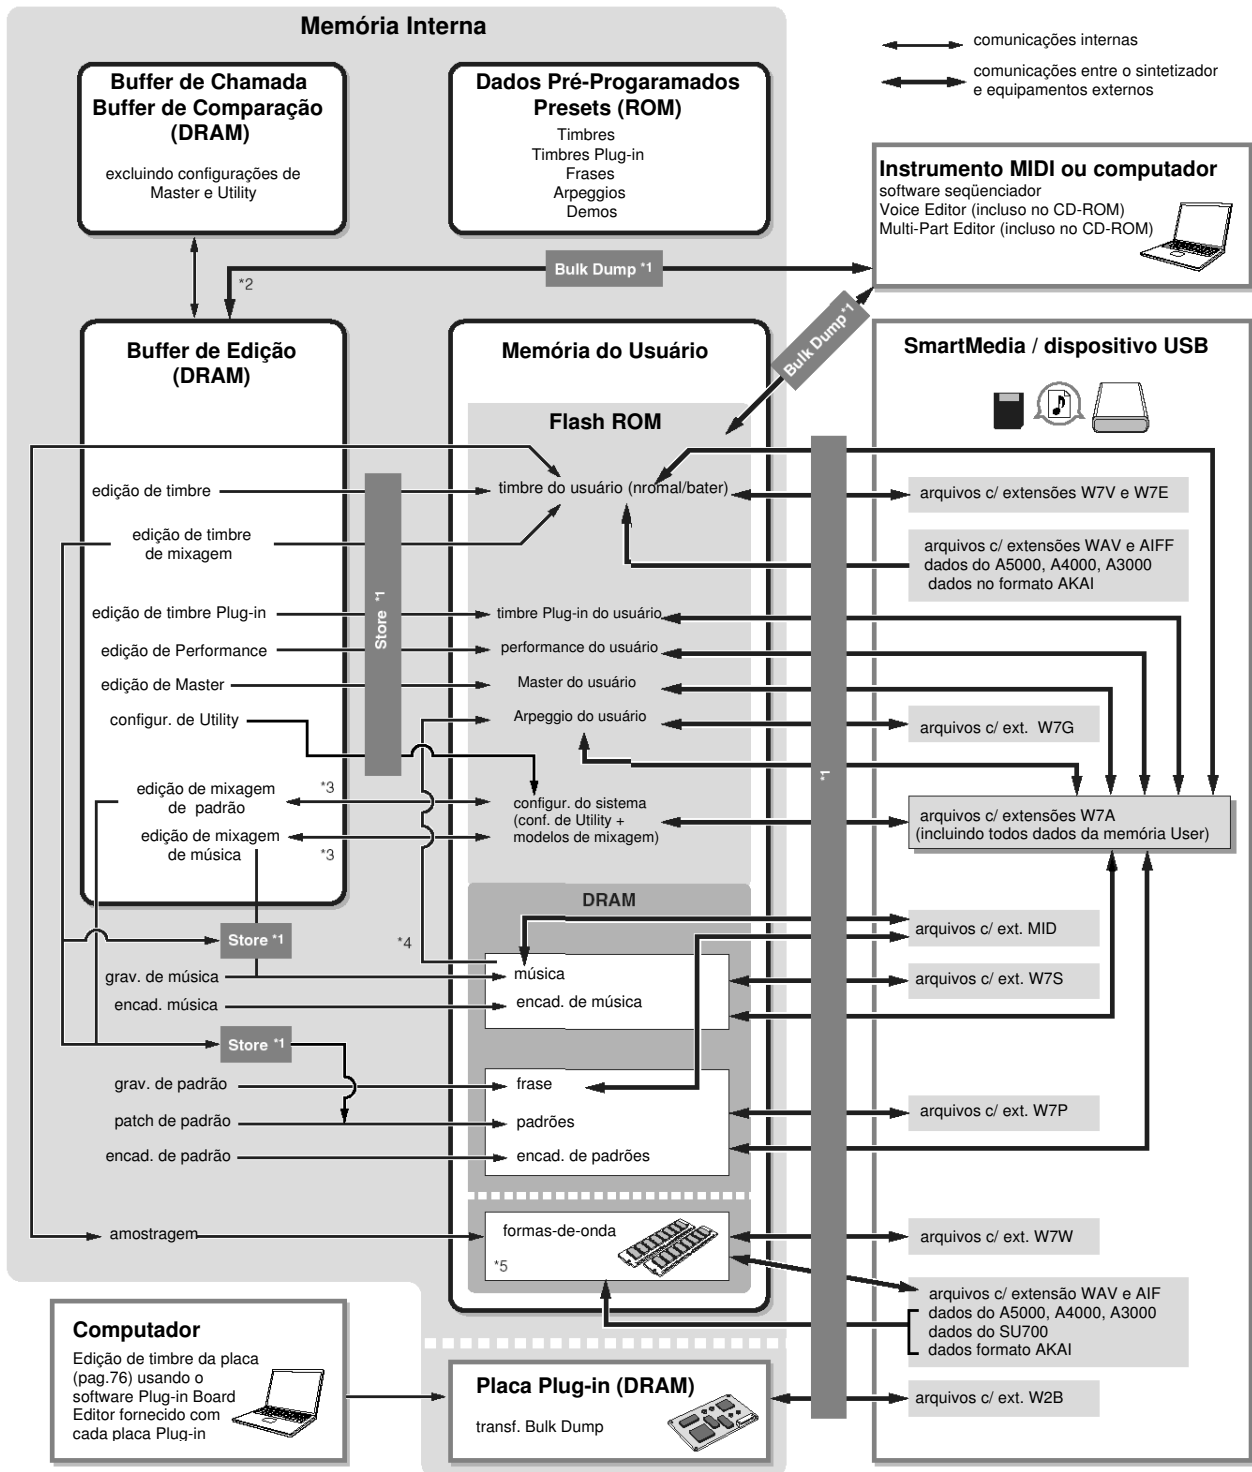 Memória Interna
comunicações internas
comunicações entre o sintetizador
e equipamentos externos
Buffer de Chamada
Buffer de Comparação
(DRAM)
excluindo configurações de
Master e Utility
Dados Pré-Progaramados
Presets (ROM)
Timbres
Timbres Plug-in
Frases
Arpeggios
Demos
Instrumento MIDI ou computador
software seqüenciador
Voice Editor (incluso no CD-ROM)
Multi-Part Editor (incluso no CD-ROM)
Bulk Dump *1
*2
Bulk Dump *1
Buffer de Edição
(DRAM)
Memória do Usuário
SmartMedia / dispositivo USB
Flash ROM
edição de timbre
timbre do usuário (nromal/bater)
arquivos c/ extensões W7V e W7E
edição de timbre
de mixagem
arquivos c/ extensões WAV e AIFF
dados do A5000, A4000, A3000
dados no formato AKAI
Store *1
edição de timbre Plug-in
timbre Plug-in do usuário
edição de Performance
performance do usuário
edição de Master
Master do usuário
configur. de Utility
Arpeggio do usuário
arquivos c/ ext. W7G
*1
edição de mixagem
de padrão
*3
configur. do sistema
(conf. de Utility +
modelos de mixagem)
arquivos c/ extensões W7A
(incluindo todos dados da memória User)
edição de mixagem
de música
*3
DRAM
Store *1
*4
arquivos c/ ext. MID
grav. de música
música
arquivos c/ ext. W7S
encad. música
encad. de música
Store *1
grav. de padrão
frase
patch de padrão
padrões
arquivos c/ ext. W7P
encad. de padrão
encad. de padrões
amostragem
formas-de-onda
*5
arquivos c/ ext. W7W
arquivos c/ extensão WAV e AIF
dados do A5000, A4000, A3000
dados do SU700
dados formato AKAI
Computador
Edição de timbre da placa
(pag.76) usando o
software Plug-in Board
Editor fornecido com
cada placa Plug-in
Placa Plug-in (DRAM)
transf. Bulk Dump
arquivos c/ ext. W2B